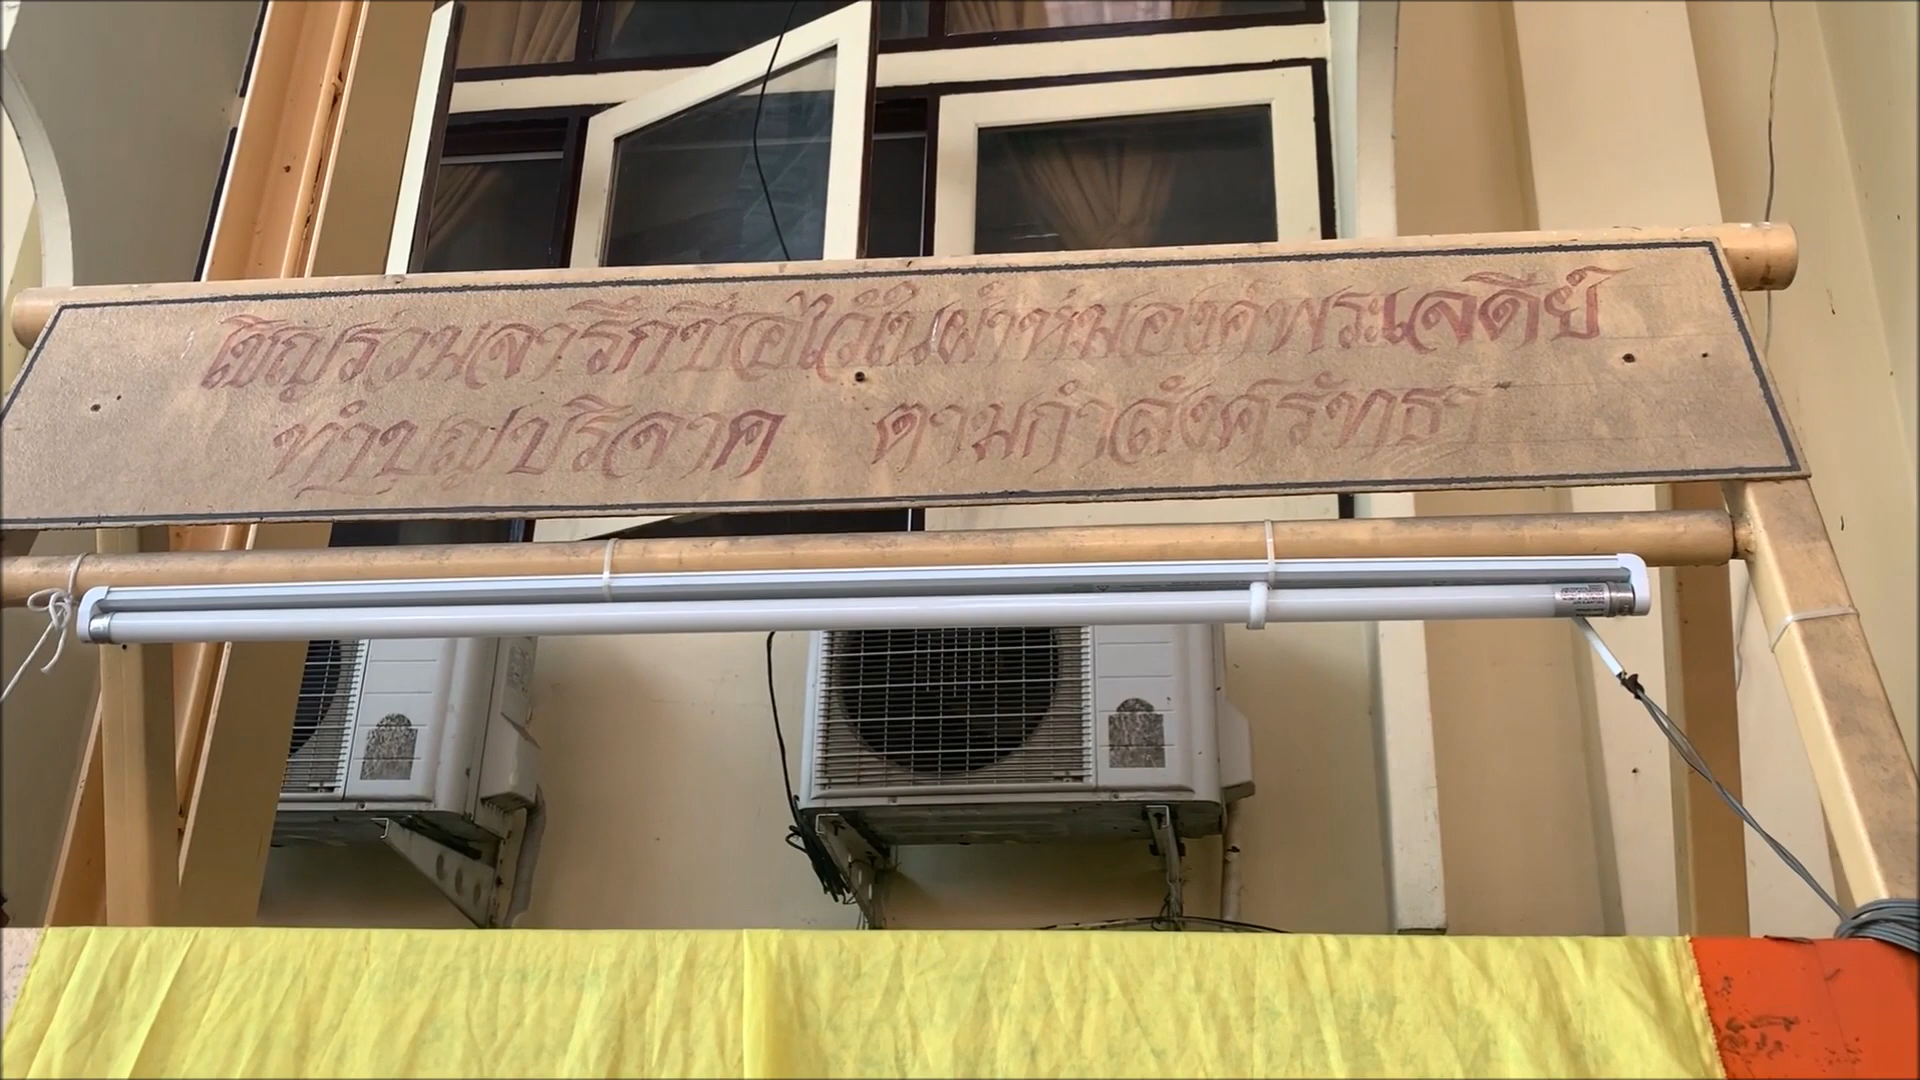 เชิญร่วมจารึกชื่อไว้ในผ้าห่มองค์พระเจดีย์
ทำบุญบริจาค ตามกำลังศรัทธา